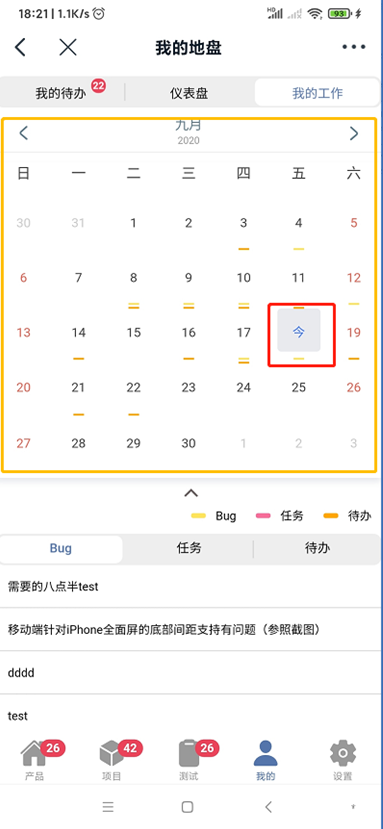 18:21 | 1.1K/s HD 93
我的地盘
我的待办 22 仪表盘 我的工作
九月
2020
日 一 二 三 四 五 六
30 31 1 2 3 4 5
6 7 8 9 10 11 12
13 14 15 16 17 今 19
20 21 22 23 24 25 26
27 28 29 30 1 2 3
Bug 任务 待办
Bug 任务 待办
需要的八点半test
移动端针对iPhone全面屏的底部间距支持有问题（参照截图）
dddd
test
26 42 26
产品 项目 测试 我的 设置